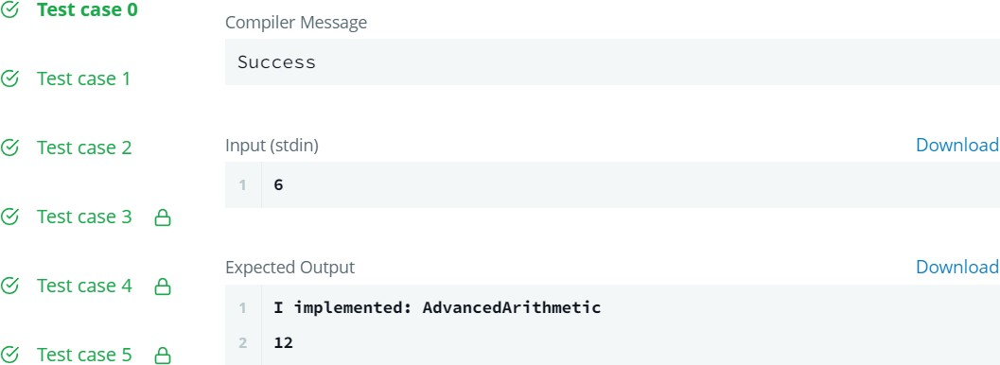 Test case 0
Test case 1
Test case 2
Test case 3
Test case 4
Test case 5
Compiler Message
Success
Input (stdin) Download
1 6
Expected Output Download
1 I implemented: AdvancedArithmetic
2 12